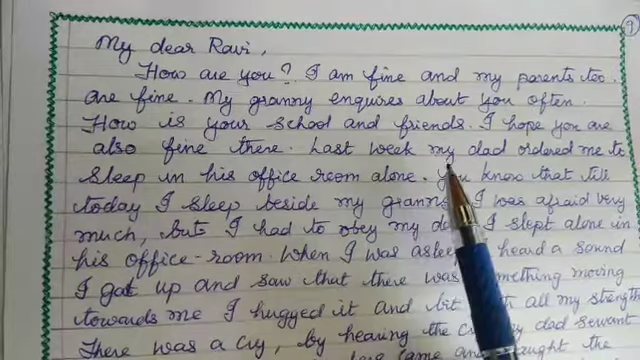 My dear Ravi,
How are you? I am fine and my parents too
are fine. My granny enquires about you often.
How is your school and friends. I hope you are
also fine there. Last week my dad ordered me to
sleep in his office room alone. You know that till
today I sleep beside my granny I was afraid very
much, but I had to obey my I slept alone in
his office-room. When I was asleep heard a sound
I got up and saw that there was something moving
towards me I hugged it and bit all my strength
There was a cry, by hearing the dad servant
came and the